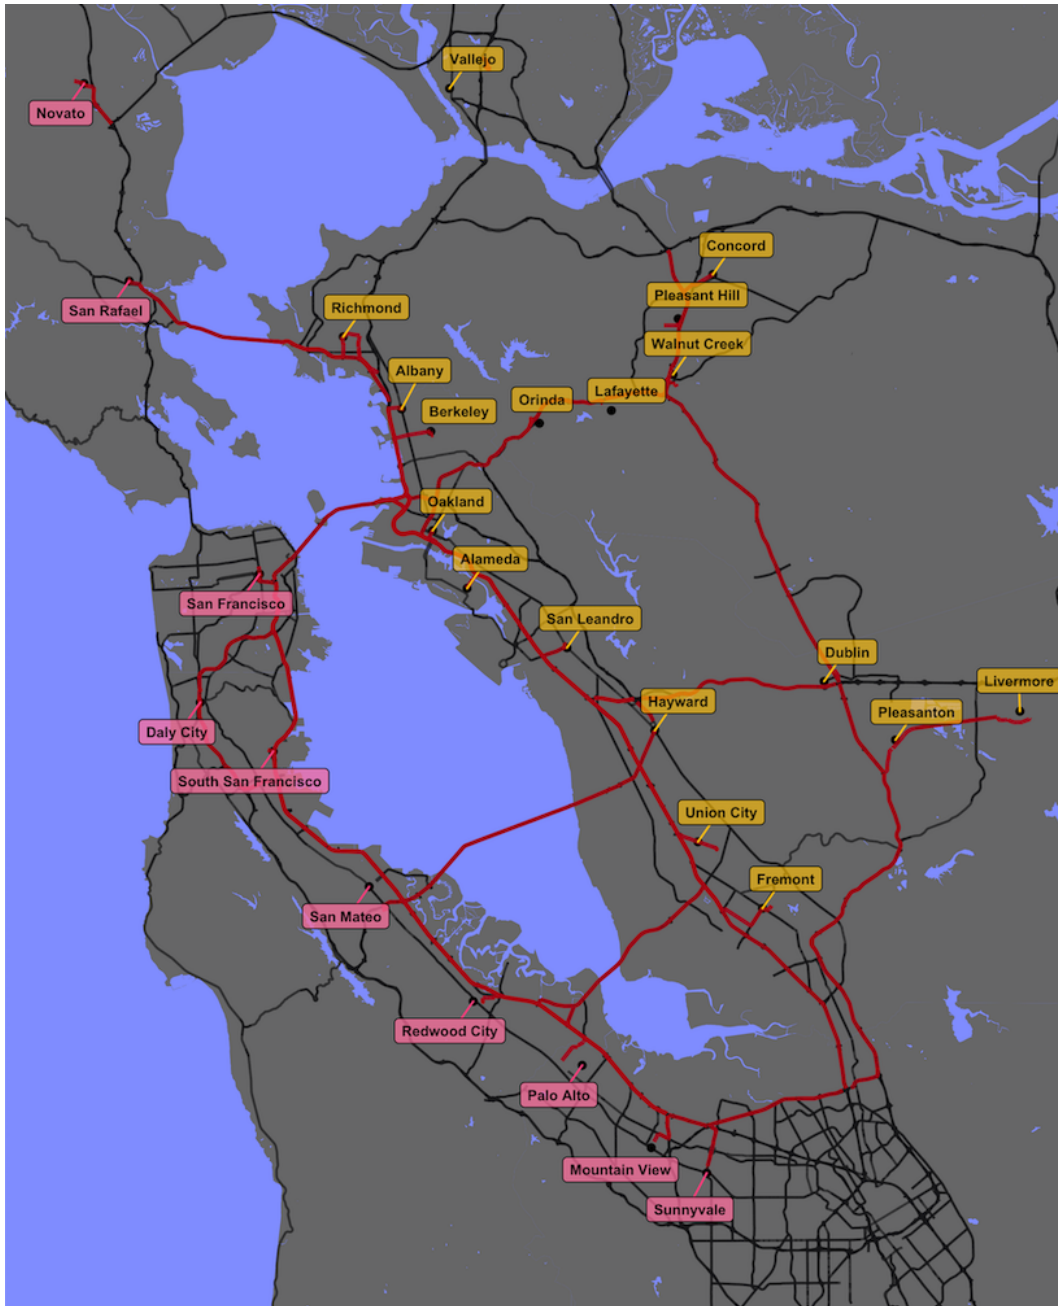 Vallejo
Novato
Concord
San Rafael
Pleasant Hill
Richmond
Walnut Creek
Albany
Lafayette
Orinda
Berkeley
Oakland
Alameda
San Francisco
San Leandro
Dublin
Livermore
Hayward
Pleasanton
Daly City
South San Francisco
Union City
Fremont
San Mateo
Redwood City
Palo Alto
Mountain View
Sunnyvale